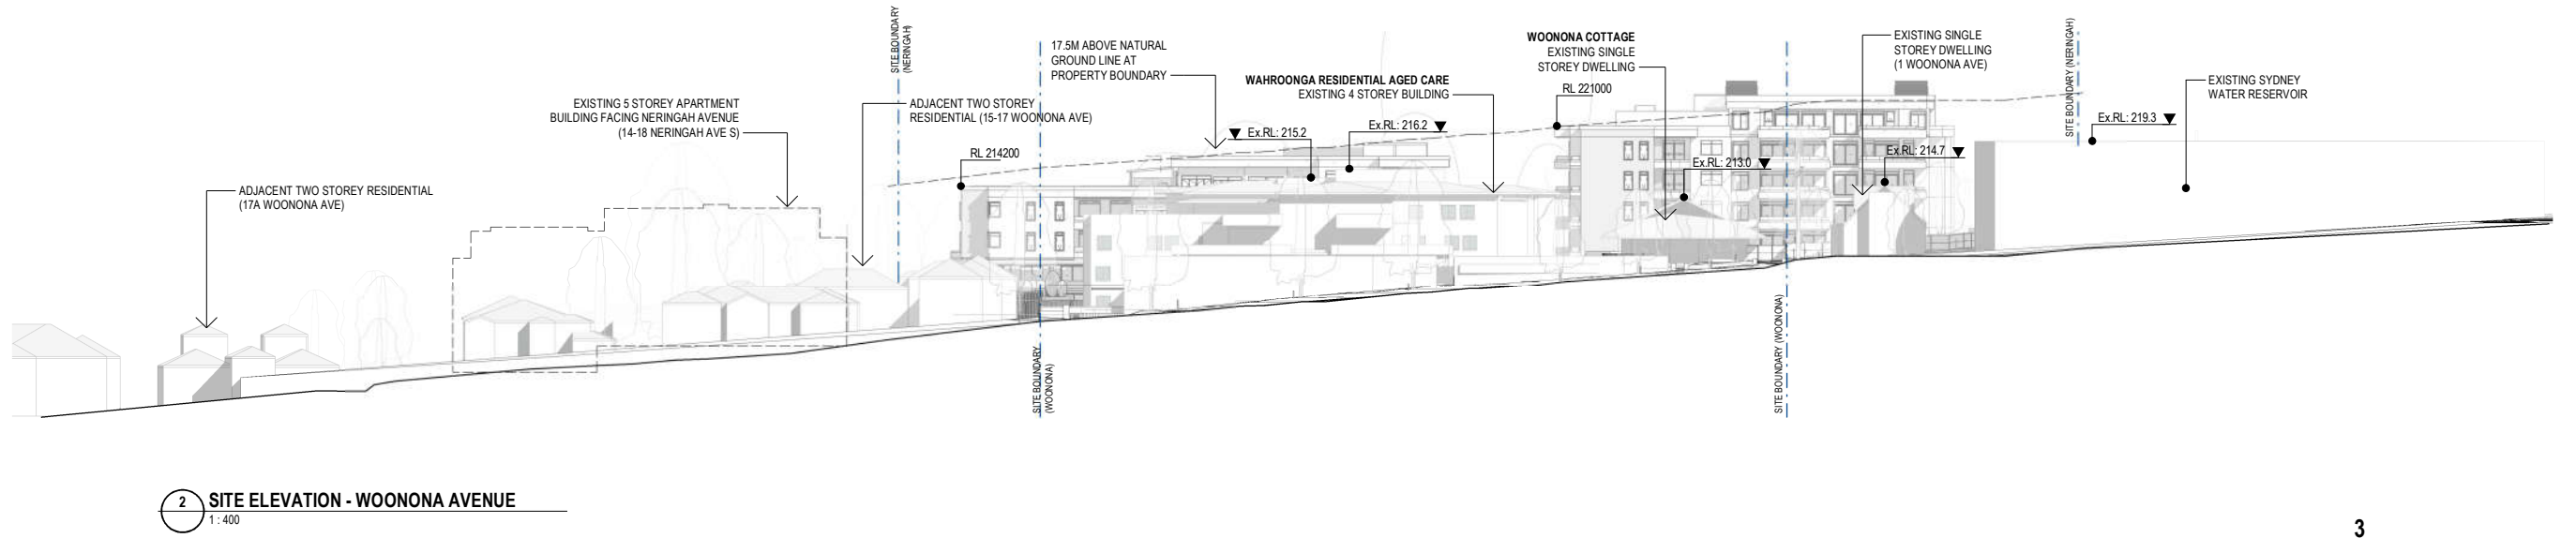 SITE BOUNDARY
(NERINGAH)
17.5M ABOVE NATURAL
GROUND LINE AT
PROPERTY BOUNDARY
WAHROONGA RESIDENTIAL AGED CARE
EXISTING 4 STOREY BUILDING
WOONONA COTTAGE
EXISTING SINGLE
STOREY DWELLING
RL 221000
EXISTING SINGLE
STOREY DWELLING
(1 WOONONA AVE)
SITE BOUNDARY (NERINGAH)
EXISTING SYDNEY
WATER RESERVOIR
EXISTING 5 STOREY APARTMENT
BUILDING FACING NERINGAH AVENUE
(14-18 NERINGAH AVE S)
ADJACENT TWO STOREY
RESIDENTIAL (15-17 WOONONA AVE)
Ex.RL: 215.2
Ex.RL: 216.2
Ex.RL: 219.3
RL 214200
Ex.RL: 213.0
Ex.RL: 214.7
ADJACENT TWO STOREY RESIDENTIAL
(17A WOONONA AVE)
SITE BOUNDARY
(WOONONA)
SITE BOUNDARY (WOONONA)
2
SITE ELEVATION - WOONONA AVENUE
1 : 400
3